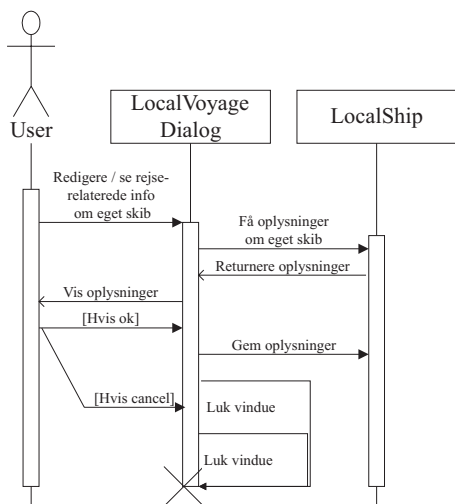 User
LocalVoyage
Dialog
LocalShip
Redigere / se rejse-
relaterede info
om eget skib
Få oplysninger
om eget skib
Returnere oplysninger
Vis oplysninger
[Hvis ok]
Gem oplysninger
[Hvis cancel]
Luk vindue
Luk vindue